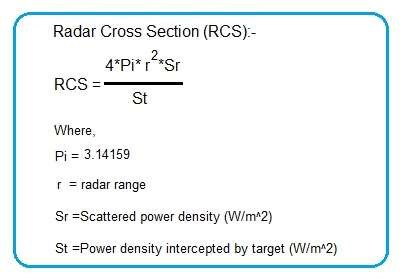 Radar Cross Section (RCS):-
RCS = 4*Pi* r²*Sr
St
Where,
Pi = 3.14159
r = radar range
Sr =Scattered power density (W/m^2)
St =Power density intercepted by target (W/m^2)